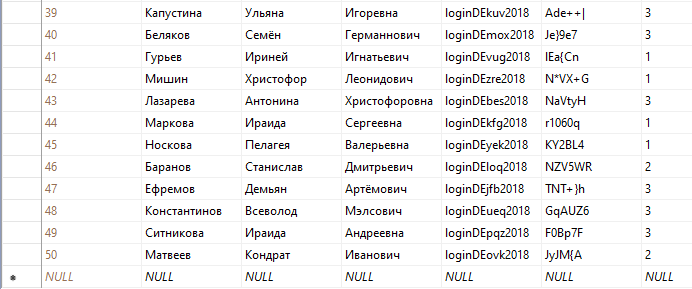 39 Капустина Ульяна Игоревна loginDEkuv2018 Ade++| 3
40 Беляков Семён Германнович loginDEmox2018 Je}9e7 3
41 Гурьев Ириней Игнатьевич loginDEvug2018 lEa{Cn 1
42 Мишин Христофор Леонидович loginDEzre2018 N*VX+G 1
43 Лазарева Антонина Христофоровна loginDEbes2018 NaVtyH 3
44 Маркова Ираида Сергеевна loginDEkfg2018 r1060q 1
45 Носкова Пелагея Валерьевна loginDEyek2018 KY2BL4 1
46 Баранов Станислав Дмитрьевич loginDEloq2018 NZV5WR 2
47 Ефремов Демьян Артёмович loginDEjfb2018 TNT+}h 3
48 Константинов Всеволод Мэлсович loginDEueq2018 GqAUZ6 3
49 Ситникова Ираида Андреевна loginDEpqz2018 F0Bp7F 3
50 Матвеев Кондрат Иванович loginDEovk2018 JyJM{A 2
NULL NULL NULL NULL NULL NULL NULL